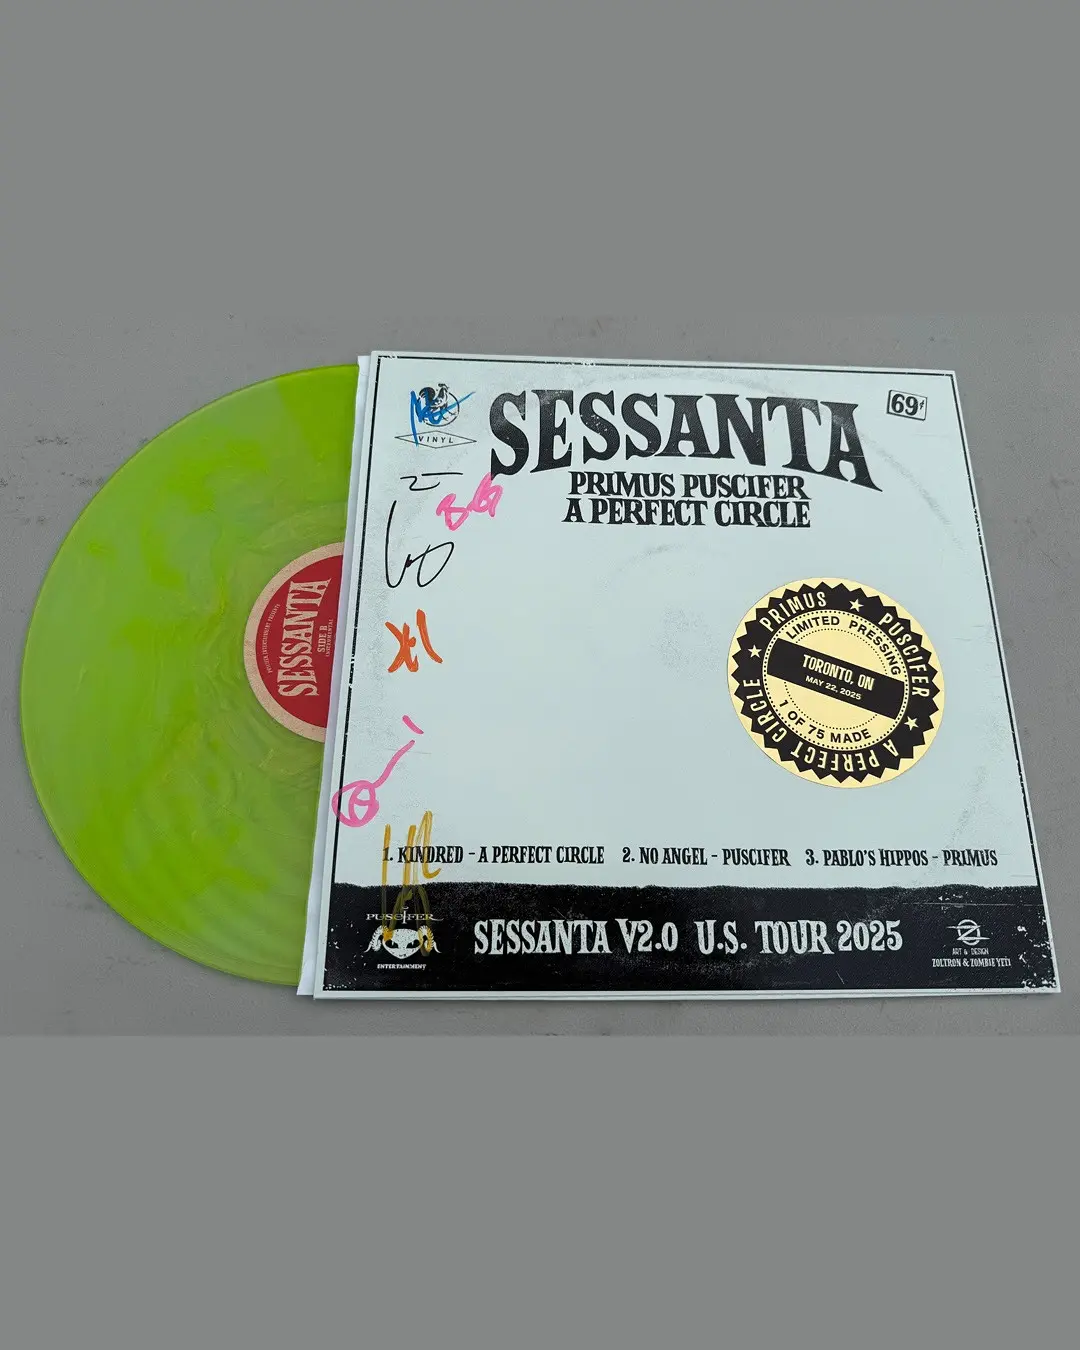 SESSANTA
PRIMUS PUSCIFER
A PERFECT CIRCLE
69¢
VINYL
BG
SESSANTA
SIDE B
INSTRUMENTAL
PRIMUS ★ PUSCIFER ★ A PERFECT CIRCLE ★
LIMITED PRESSING
TORONTO, ON
MAY 22, 2025
1 OF 75 MADE
1. KINDRED - A PERFECT CIRCLE 2. NO ANGEL - PUSCIFER 3. PABLO'S HIPPOS - PRIMUS
PUSCIFER
ENTERTAINMENT
SESSANTA V2.0 U.S. TOUR 2025
ART & DESIGN
ZOLTRON & ZOMBIE YETI